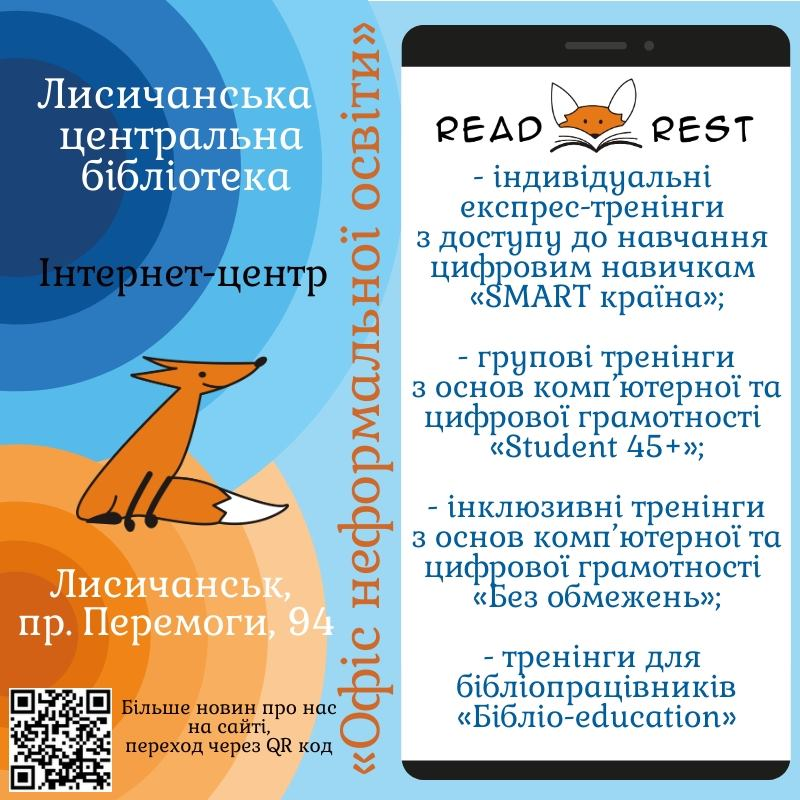 Лисичанська
центральна
бібліотека
Інтернет-центр
Лисичанськ,
пр. Перемоги, 94
Більше новин про нас
на сайті,
переход через QR код
«Офіс неформальної освіти»
READ REST
- індивідуальні
експрес-тренінги
з доступу до навчання
цифровим навичкам
«SMART країна»;
- групові тренінги
з основ комп’ютерної та
цифрової грамотності
«Student 45+»;
- інклюзивні тренінги
з основ комп’ютерної та
цифрової грамотності
«Без обмежень»;
- тренінги для
бібліопрацівників
«Бібліо-education»